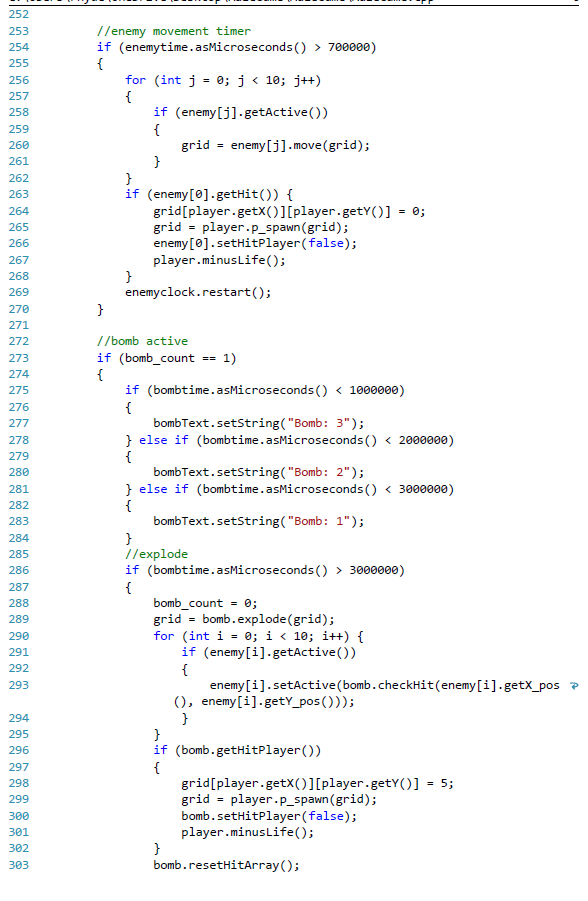 252
253 //enemy movement timer
254 if (enemytime.asMicroseconds() > 700000)
255 {
256 for (int j = 0; j < 10; j++)
257 {
258 if (enemy[j].getActive())
259 {
260 grid = enemy[j].move(grid);
261 }
262 }
263 if (enemy[0].getHit()) {
264 grid[player.getX()][player.getY()] = 0;
265 grid = player.p_spawn(grid);
266 enemy[0].setHitPlayer(false);
267 player.minusLife();
268 }
269 enemyclock.restart();
270 }
271
272 //bomb active
273 if (bomb_count == 1)
274 {
275 if (bombtime.asMicroseconds() < 1000000)
276 {
277 bombText.setString("Bomb: 3");
278 } else if (bombtime.asMicroseconds() < 2000000)
279 {
280 bombText.setString("Bomb: 2");
281 } else if (bombtime.asMicroseconds() < 3000000)
282 {
283 bombText.setString("Bomb: 1");
284 }
285 //explode
286 if (bombtime.asMicroseconds() > 3000000)
287 {
288 bomb_count = 0;
289 grid = bomb.explode(grid);
290 for (int i = 0; i < 10; i++) {
291 if (enemy[i].getActive())
292 {
293 enemy[i].setActive(bomb.checkHit(enemy[i].getX_pos
(), enemy[i].getY_pos()));
294 }
295 }
296 if (bomb.getHitPlayer())
297 {
298 grid[player.getX()][player.getY()] = 5;
299 grid = player.p_spawn(grid);
300 bomb.setHitPlayer(false);
301 player.minusLife();
302 }
303 bomb.resetHitArray();